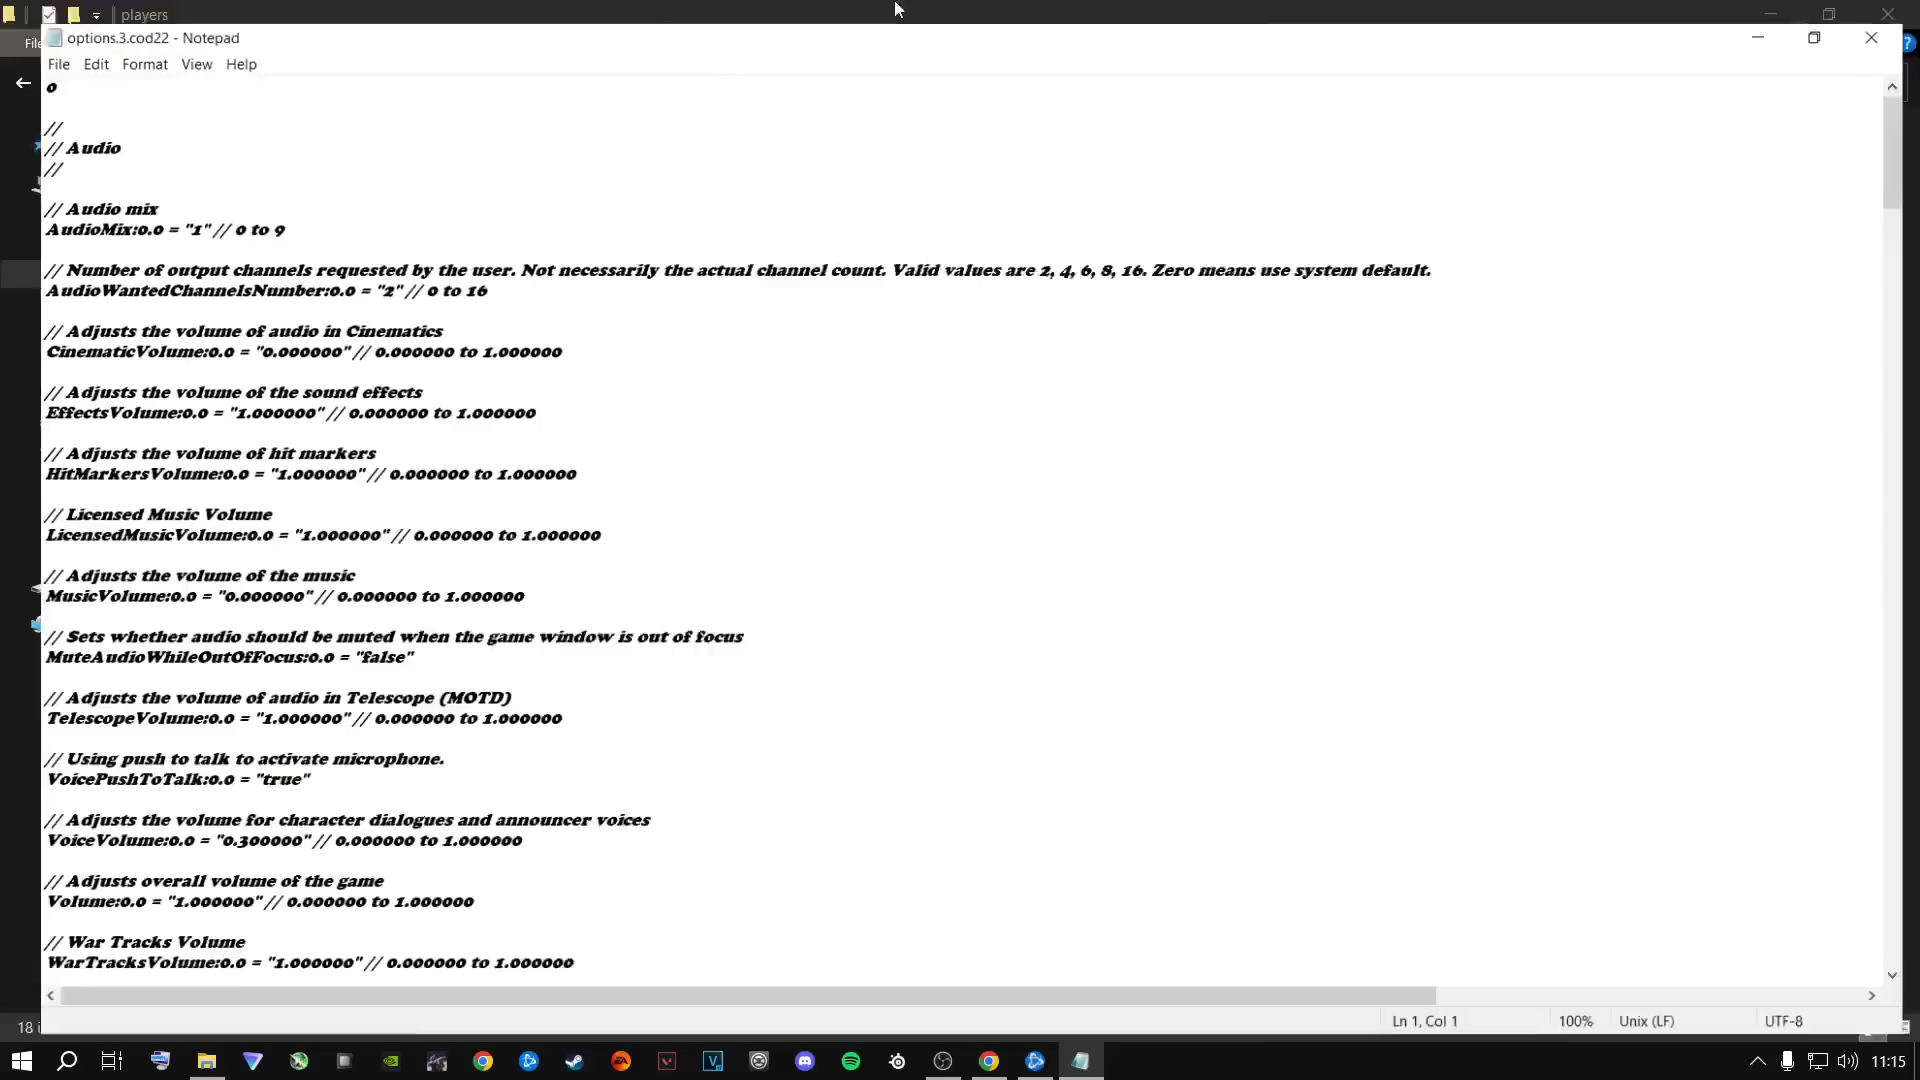 players
File
options.3.cod22 - Notepad
File Edit Format View Help
0
//
// Audio
//
// Audio mix
AudioMix:0.0 = "1" // 0 to 9
// Number of output channels requested by the user. Not necessarily the actual channel count. Valid values are 2, 4, 6, 8, 16. Zero means use system default.
AudioWantedChannelsNumber:0.0 = "2" // 0 to 16
// Adjusts the volume of audio in Cinematics
CinematicVolume:0.0 = "0.000000" // 0.000000 to 1.000000
// Adjusts the volume of the sound effects
EffectsVolume:0.0 = "1.000000" // 0.000000 to 1.000000
// Adjusts the volume of hit markers
HitMarkersVolume:0.0 = "1.000000" // 0.000000 to 1.000000
// Licensed Music Volume
LicensedMusicVolume:0.0 = "1.000000" // 0.000000 to 1.000000
// Adjusts the volume of the music
MusicVolume:0.0 = "0.000000" // 0.000000 to 1.000000
// Sets whether audio should be muted when the game window is out of focus
MuteAudioWhileOutOfFocus:0.0 = "false"
// Adjusts the volume of audio in Telescope (MOTD)
TelescopeVolume:0.0 = "1.000000" // 0.000000 to 1.000000
// Using push to talk to activate microphone.
VoicePushToTalk:0.0 = "true"
// Adjusts the volume for character dialogues and announcer voices
VoiceVolume:0.0 = "0.300000" // 0.000000 to 1.000000
// Adjusts overall volume of the game
Volume:0.0 = "1.000000" // 0.000000 to 1.000000
// War Tracks Volume
WarTracksVolume:0.0 = "1.000000" // 0.000000 to 1.000000
Ln 1, Col 1 100% Unix (LF) UTF-8
18 i
11:15